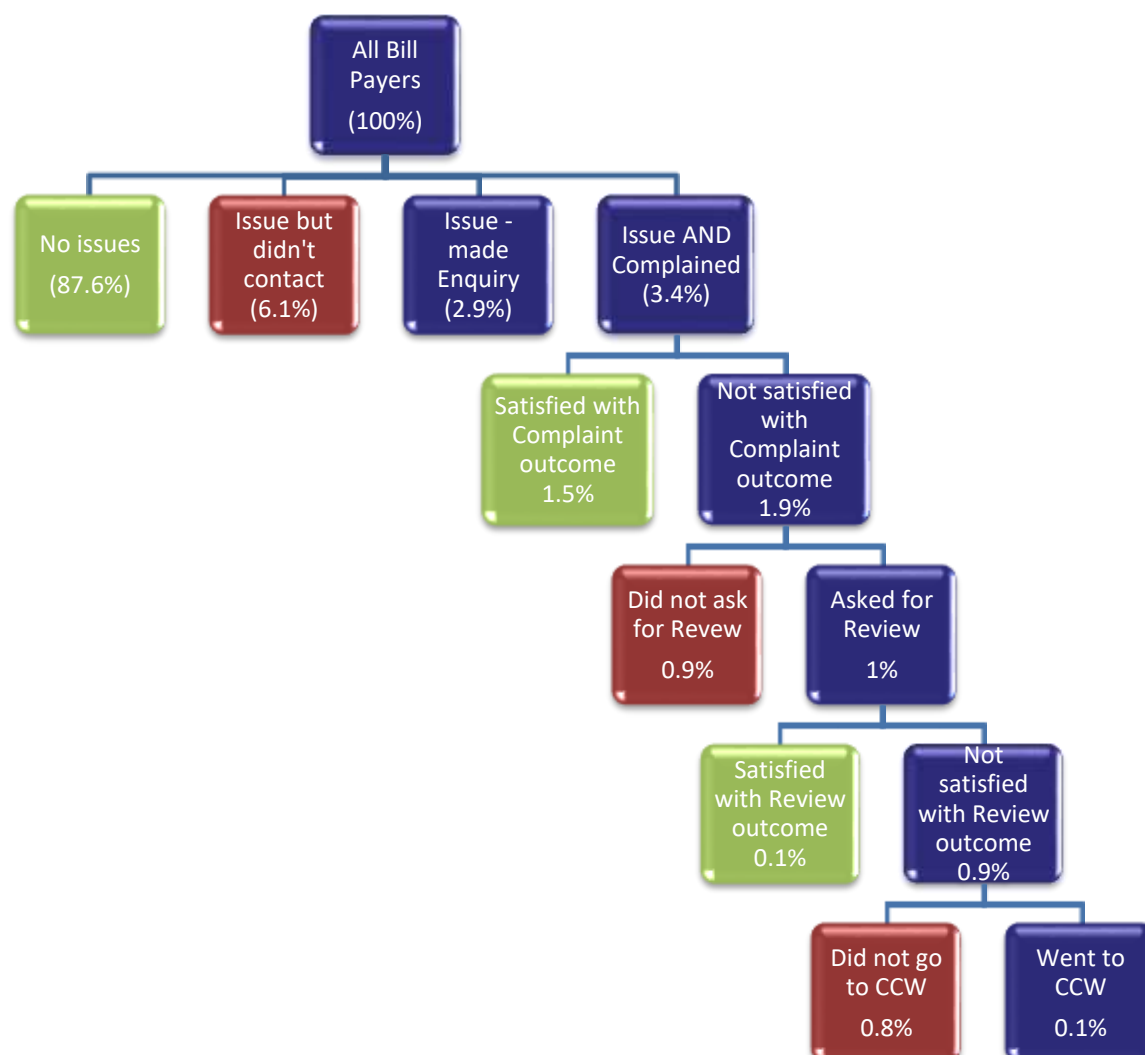 All Bill
Payers
(100%)
No issues
(87.6%)
Issue but
didn't
contact
(6.1%)
Issue -
made
Enquiry
(2.9%)
Issue AND
Complained
(3.4%)
Satisfied with
Complaint
outcome
1.5%
Not satisfied
with
Complaint
outcome
1.9%
Did not ask
for Revew
0.9%
Asked for
Review
1%
Satisfied
with Review
outcome
0.1%
Not
satisfied
with Review
outcome
0.9%
Did not go
to CCW
0.8%
Went to
CCW
0.1%